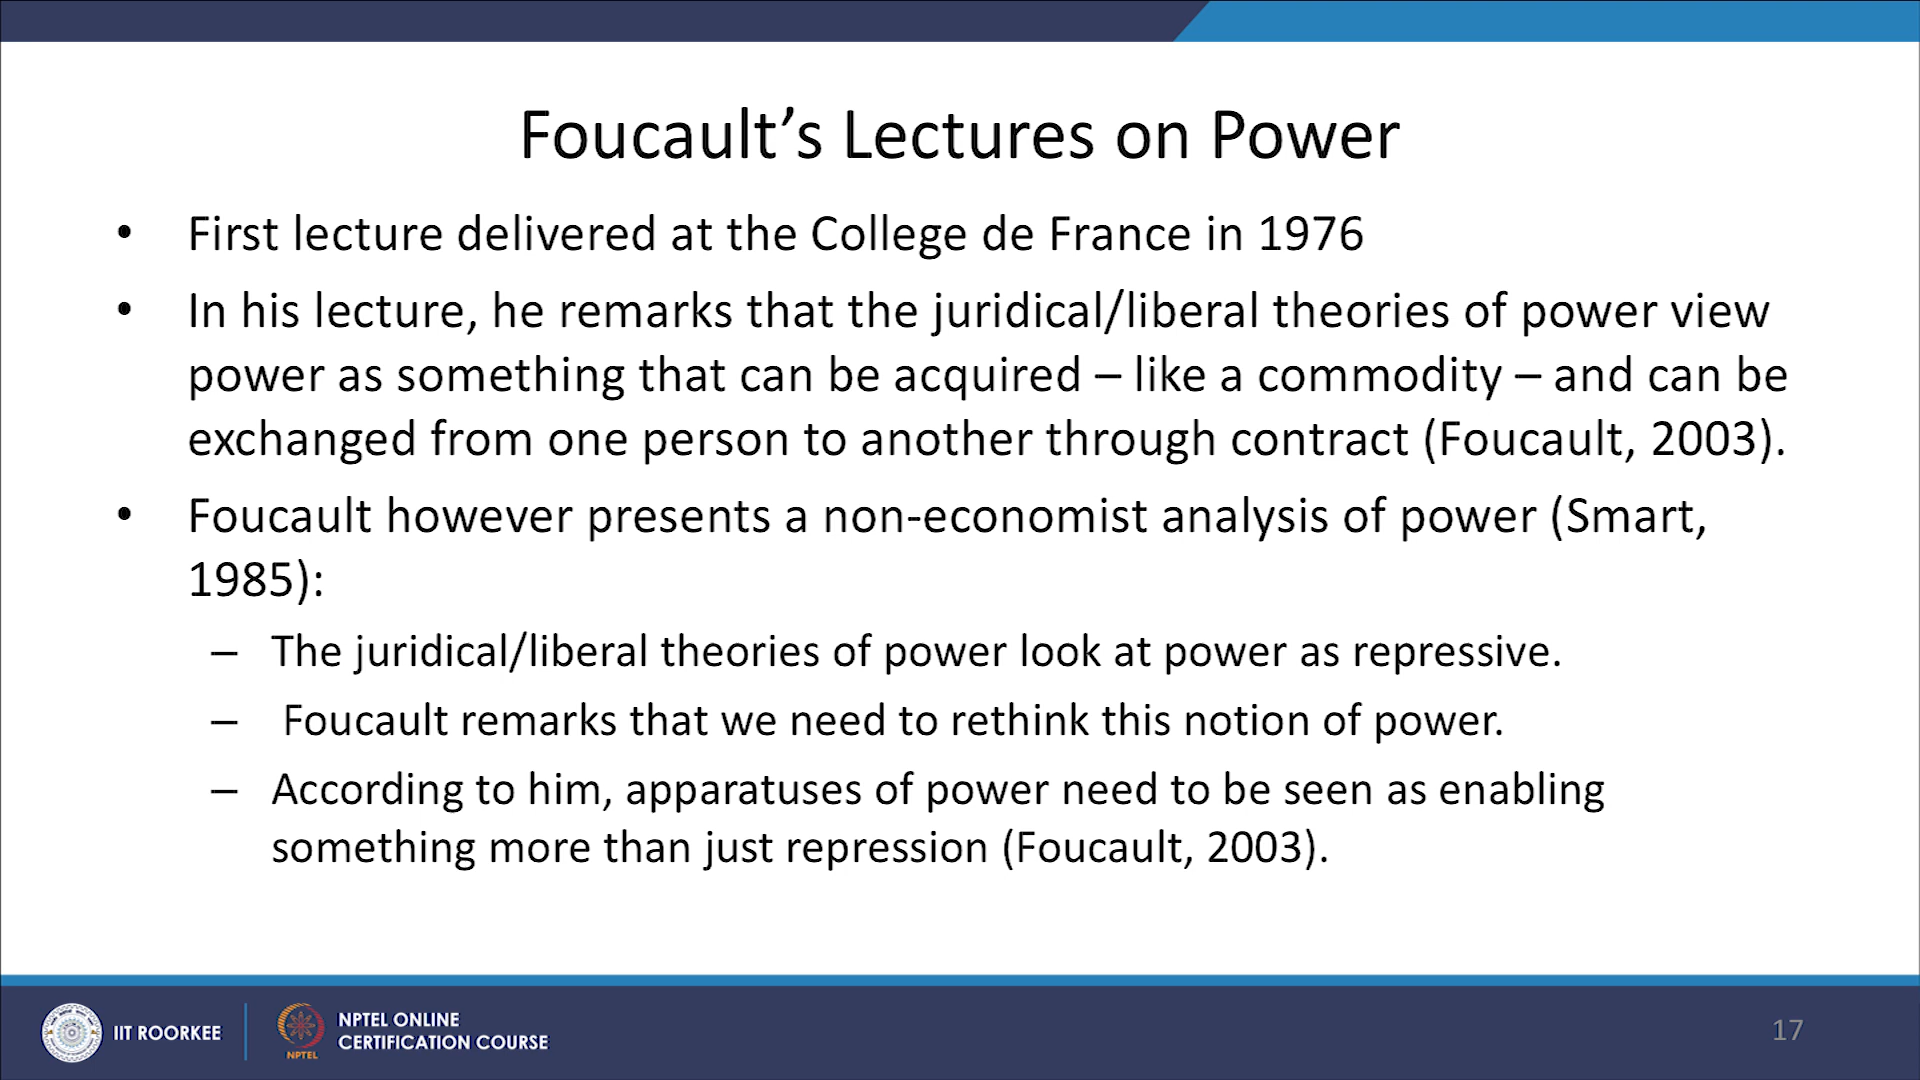 Foucault’s Lectures on Power
• First lecture delivered at the College de France in 1976
• In his lecture, he remarks that the juridical/liberal theories of power view
power as something that can be acquired – like a commodity – and can be
exchanged from one person to another through contract (Foucault, 2003).
• Foucault however presents a non-economist analysis of power (Smart,
1985):
– The juridical/liberal theories of power look at power as repressive.
– Foucault remarks that we need to rethink this notion of power.
– According to him, apparatuses of power need to be seen as enabling
something more than just repression (Foucault, 2003).
IIT ROORKEE
NPTEL
NPTEL ONLINE
CERTIFICATION COURSE
17